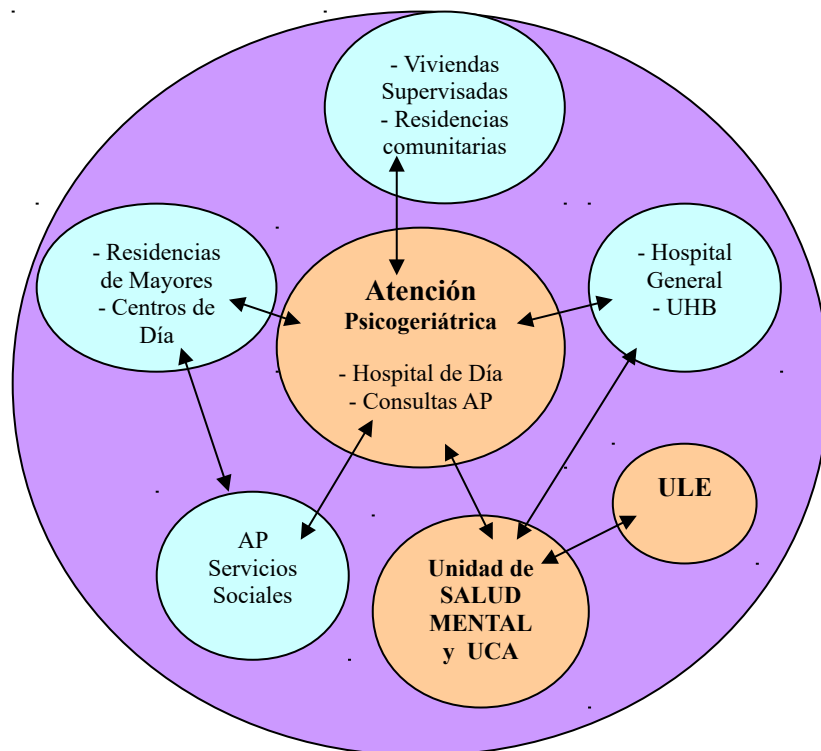 - Viviendas
Supervisadas
- Residencias
comunitarias
- Residencias
de Mayores
- Centros de
Día
Atención
Psicogeriátrica
- Hospital de Día
- Consultas AP
- Hospital
General
- UHB
ULE
AP
Servicios
Sociales
Unidad de
SALUD
MENTAL
y UCA